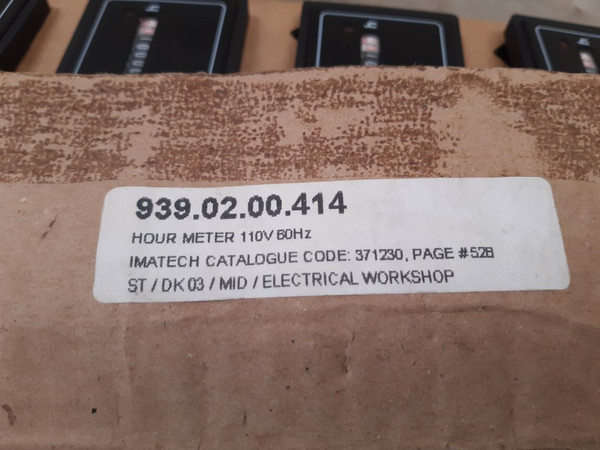 939.02.00.414
HOUR METER 110V 60Hz
IMATECH CATALOGUE CODE: 371230, PAGE #528
ST / DK 03 / MID / ELECTRICAL WORKSHOP